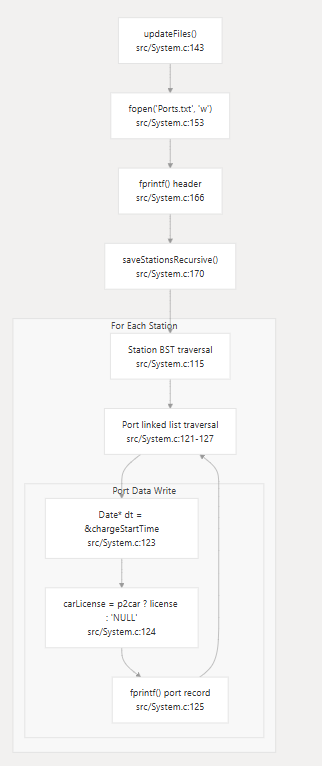 updateFiles()
src/System.c:143
fopen('Ports.txt', 'w')
src/System.c:153
fprintf() header
src/System.c:166
saveStationsRecursive()
src/System.c:170
For Each Station
Station BST traversal
src/System.c:115
Port linked list traversal
src/System.c:121-127
Port Data Write
Date* dt =
&chargeStartTime
src/System.c:123
carLicense = p2car ? license
: 'NULL'
src/System.c:124
fprintf() port record
src/System.c:125